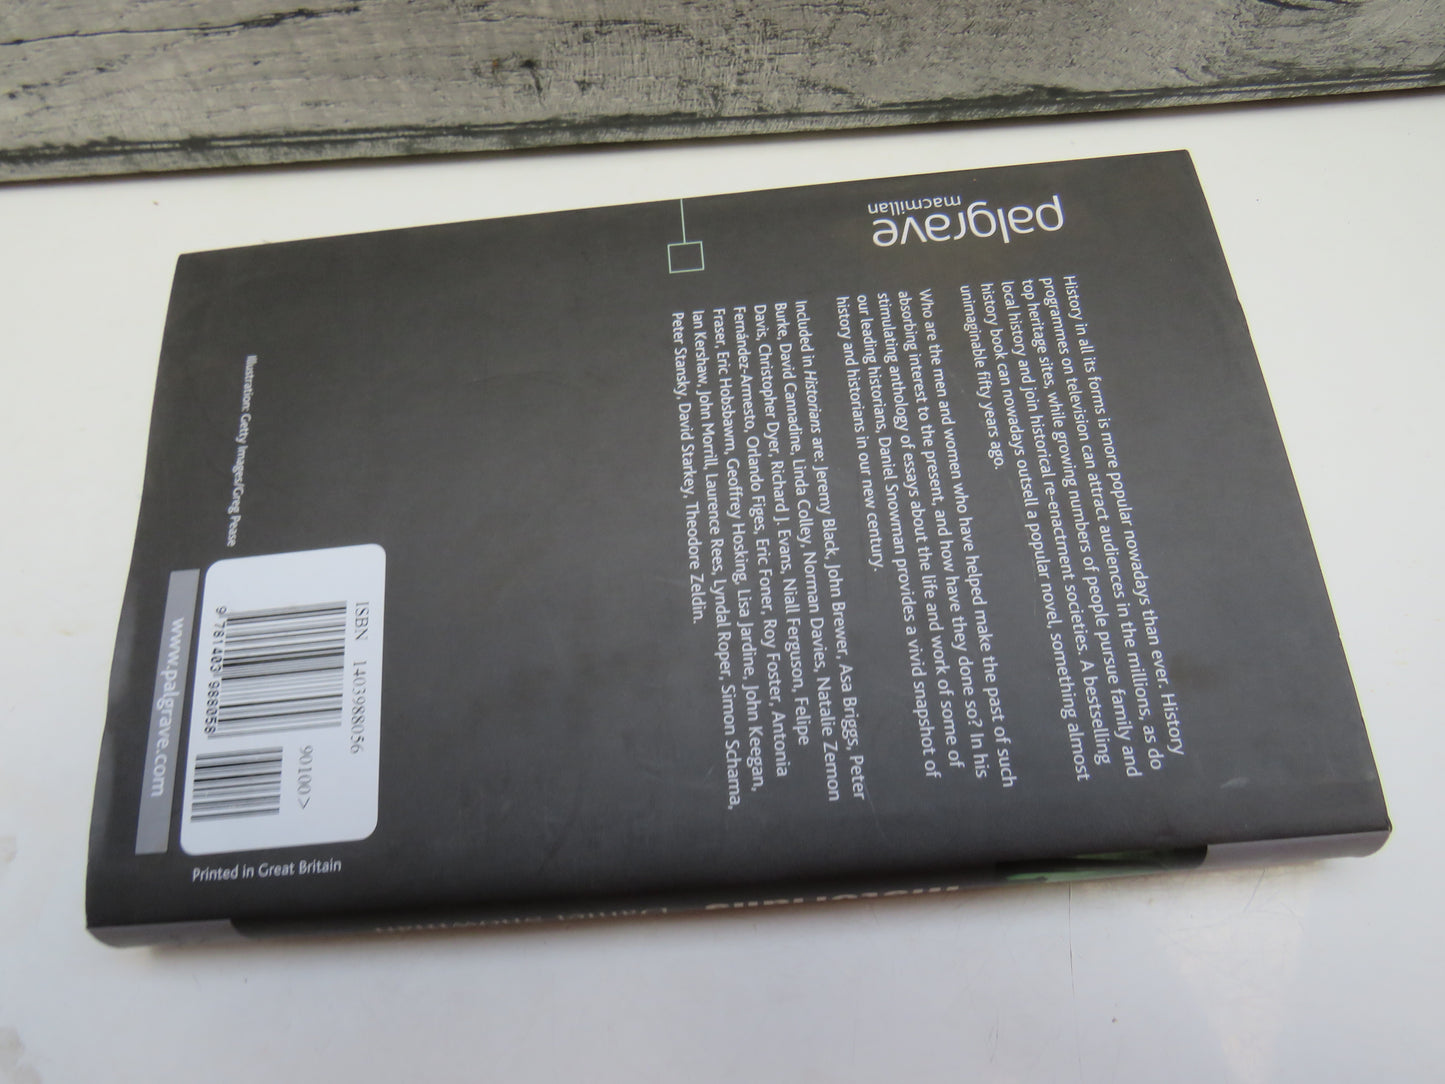 palgrave
macmillan
History in all its forms is more popular nowadays than ever. History
programmes on television can attract audiences in the millions, as do
top heritage sites, while growing numbers of people pursue family and
local history and join historical re-enactment societies. A bestselling
history book can nowadays outsell a popular novel, something almost
unimaginable fifty years ago.
Who are the men and women who have helped make the past of such
absorbing interest to the present, and how have they done so? In his
stimulating anthology of essays about the life and work of some of
our leading historians, Daniel Snowman provides a vivid snapshot of
history and historians in our new century.
Included in Historians are: Jeremy Black, John Brewer, Asa Briggs, Peter
Burke, David Cannadine, Linda Colley, Norman Davies, Natalie Zemon
Davis, Christopher Dyer, Richard J. Evans, Niall Ferguson, Felipe
Fernández-Armesto, Orlando Figes, Eric Foner, Roy Foster, Antonia
Fraser, Eric Hobsbawn, Geoffrey Hosking, Lisa Jardine, John Keegan,
Ian Kershaw, John Morrill, Laurence Rees, Lyndal Roper, Simon Schama,
Peter Stansky, David Starkey, Theodore Zeldin.
Illustration: Getty Images/Greg Pease
ISBN 1403988056
90100>
9 781403 988058
www.palgrave.com
Printed in Great Britain
Daniel Snowman
HISTORIANS